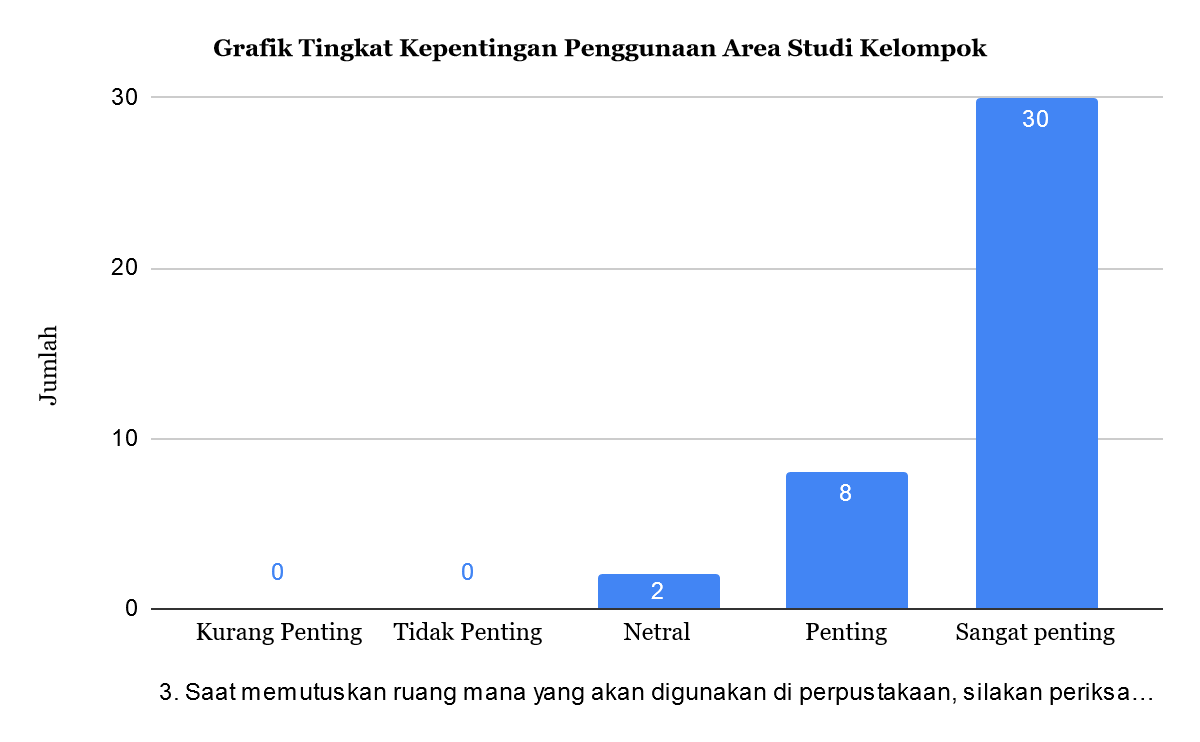 Grafik Tingkat Kepentingan Penggunaan Area Studi Kelompok
30
20
10
0
Jumlah
0
0
2
8
30
Kurang Penting
Tidak Penting
Netral
Penting
Sangat penting
3. Saat memutuskan ruang mana yang akan digunakan di perpustakaan, silakan periksa…